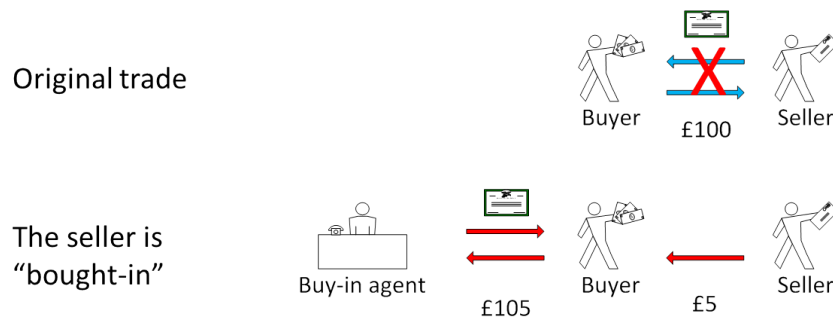 Original trade
Buyer
£100
Seller
The seller is
“bought-in”
Buy-in agent
£105
Buyer
£5
Seller